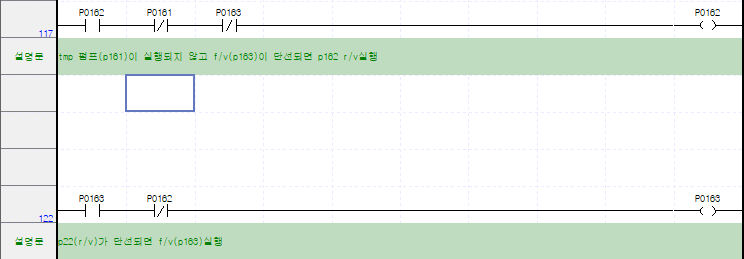 P0162 P0161 P0163 P0162
117
설명문 tmp 펌프(p161)이 실행되지 않고 f/v(p163)이 단선되면 p162 r/v실행
P0163 P0162 P0163
122
설명문 p22(r/v)가 단선되면 f/v(p163)실행